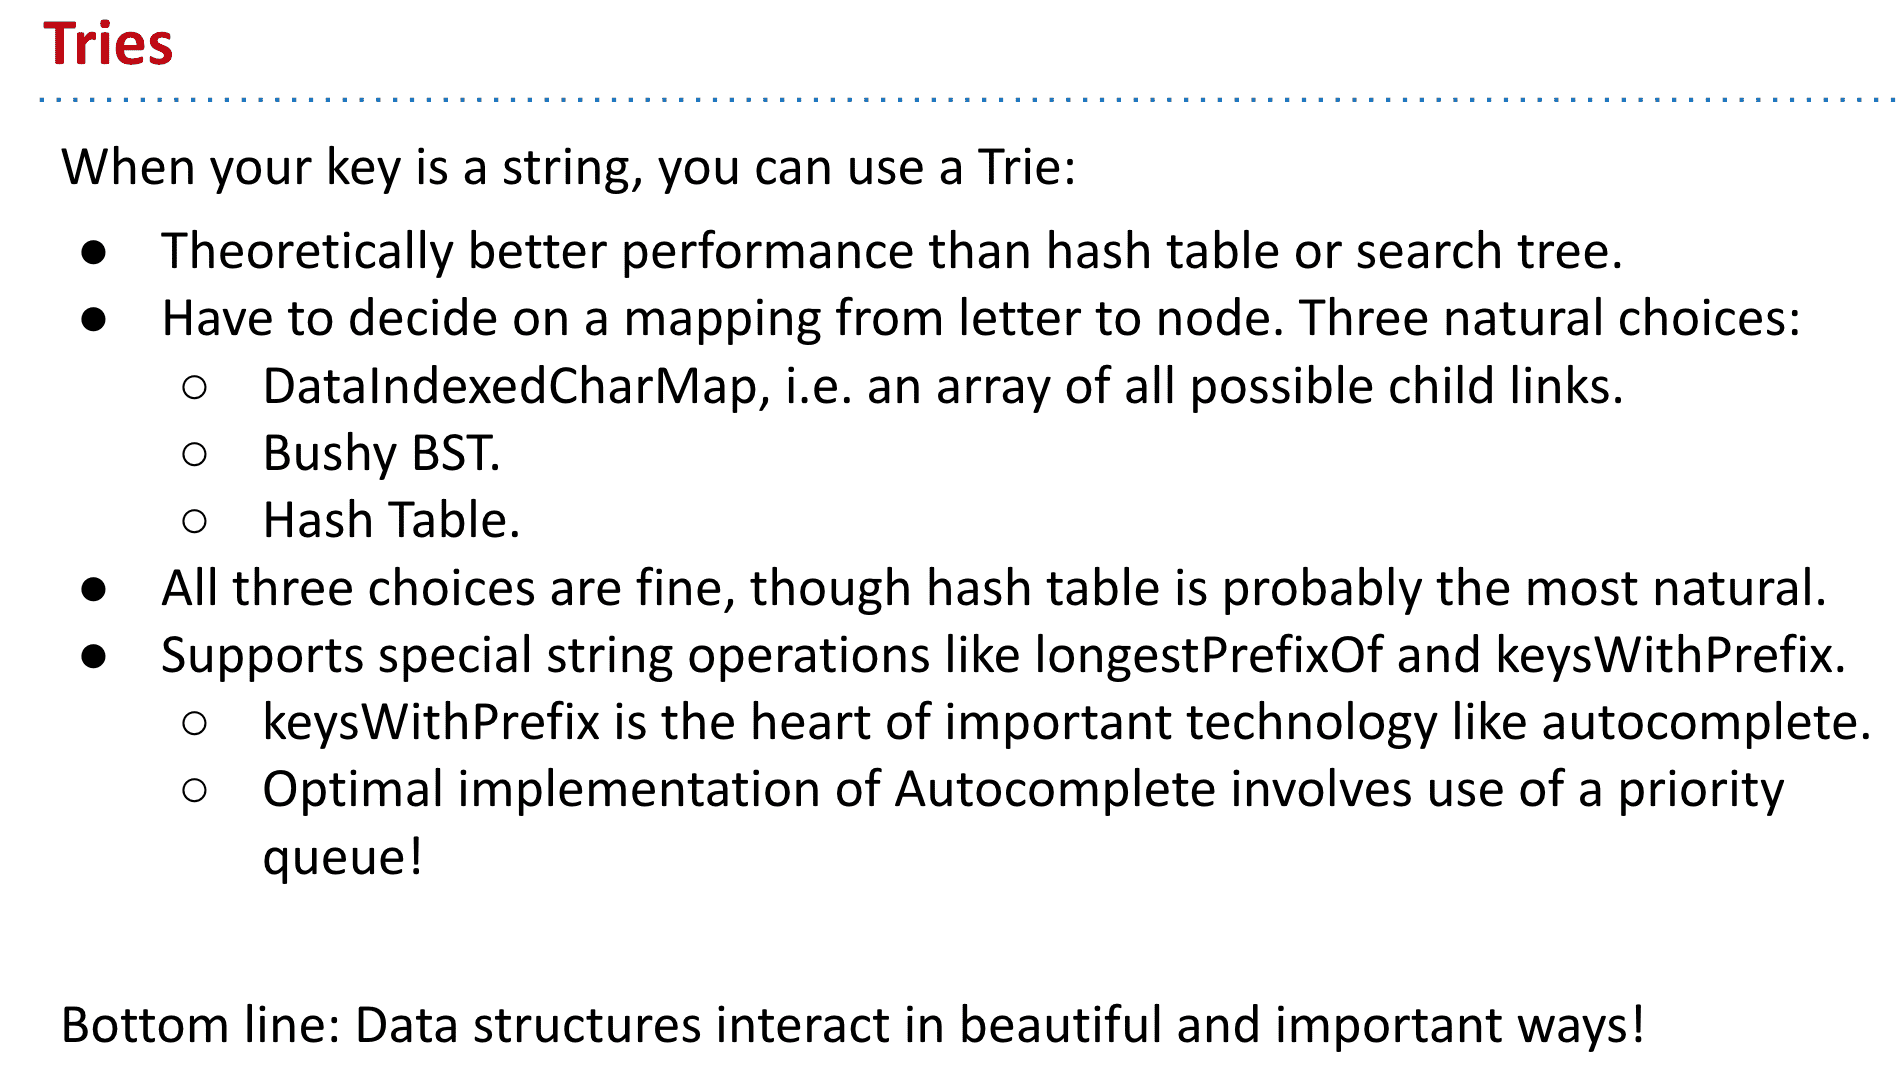 Tries
When your key is a string, you can use a Trie:
● Theoretically better performance than hash table or search tree.
● Have to decide on a mapping from letter to node. Three natural choices:
○ DataIndexedCharMap, i.e. an array of all possible child links.
○ Bushy BST.
○ Hash Table.
● All three choices are fine, though hash table is probably the most natural.
● Supports special string operations like longestPrefixOf and keysWithPrefix.
○ keysWithPrefix is the heart of important technology like autocomplete.
○ Optimal implementation of Autocomplete involves use of a priority
queue!
Bottom line: Data structures interact in beautiful and important ways!